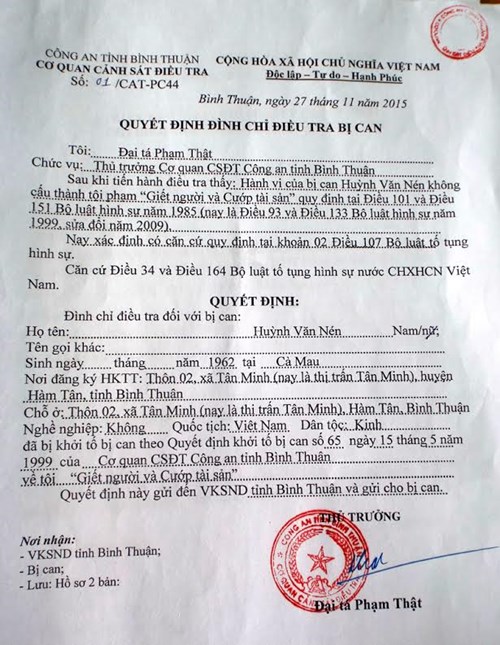 CÔNG AN TỈNH BÌNH THUẬN
CƠ QUAN CẢNH SÁT ĐIỀU TRA
Số: 01 /CAT-PC44
CỘNG HÒA XÃ HỘI CHỦ NGHĨA VIỆT NAM
Độc lập – Tự do – Hạnh Phúc
Bình Thuận, ngày 27 tháng 11 năm 2015
QUYẾT ĐỊNH ĐÌNH CHỈ ĐIỀU TRA BỊ CAN
Tôi: Đại tá Phạm Thật
Chức vụ: Thủ trưởng Cơ quan CSĐT Công an tỉnh Bình Thuận
Sau khi tiến hành điều tra thấy: Hành vi của bị can Huỳnh Văn Nén không
cấu thành tội phạm “Giết người và Cướp tài sản” quy định tại Điều 101 và Điều
151 Bộ luật hình sự năm 1985 (nay là Điều 93 và Điều 133 Bộ luật hình sự năm
1999, sửa đổi năm 2009).
Nay xác định có căn cứ quy định tại khoản 02 Điều 107 Bộ luật tố tụng
hình sự.
Căn cứ Điều 34 và Điều 164 Bộ luật tố tụng hình sự nước CHXHCN Việt
Nam.
QUYẾT ĐỊNH:
Đình chỉ điều tra đối với bị can:
Họ tên: Huỳnh Văn Nén Nam/nữ;
Tên gọi khác:
Sinh ngày tháng năm 1962 tại Cà Mau
Nơi đăng ký HKTT: Thôn 02, xã Tân Minh (nay là thị trấn Tân Minh), huyện
Hàm Tân, tỉnh Bình Thuận
Chỗ ở: Thôn 02, xã Tân Minh (nay là thị trấn Tân Minh), Hàm Tân, Bình Thuận
Nghề nghiệp: Không Quốc tịch: Việt Nam Dân tộc: Kinh
đã bị khởi tố bị can theo Quyết định khởi tố bị can số 65 ngày 15 tháng 5 năm
1999 của Cơ quan CSĐT Công an tỉnh Bình Thuận
về tội “Giết người và Cướp tài sản”
Quyết định này gửi đến VKSND tỉnh Bình Thuận và gửi cho bị can.
THỦ TRƯỞNG
Nơi nhận:
- VKSND tỉnh Bình Thuận;
- Bị can;
- Lưu: Hồ sơ 2 bản:
Đại tá Phạm Thật